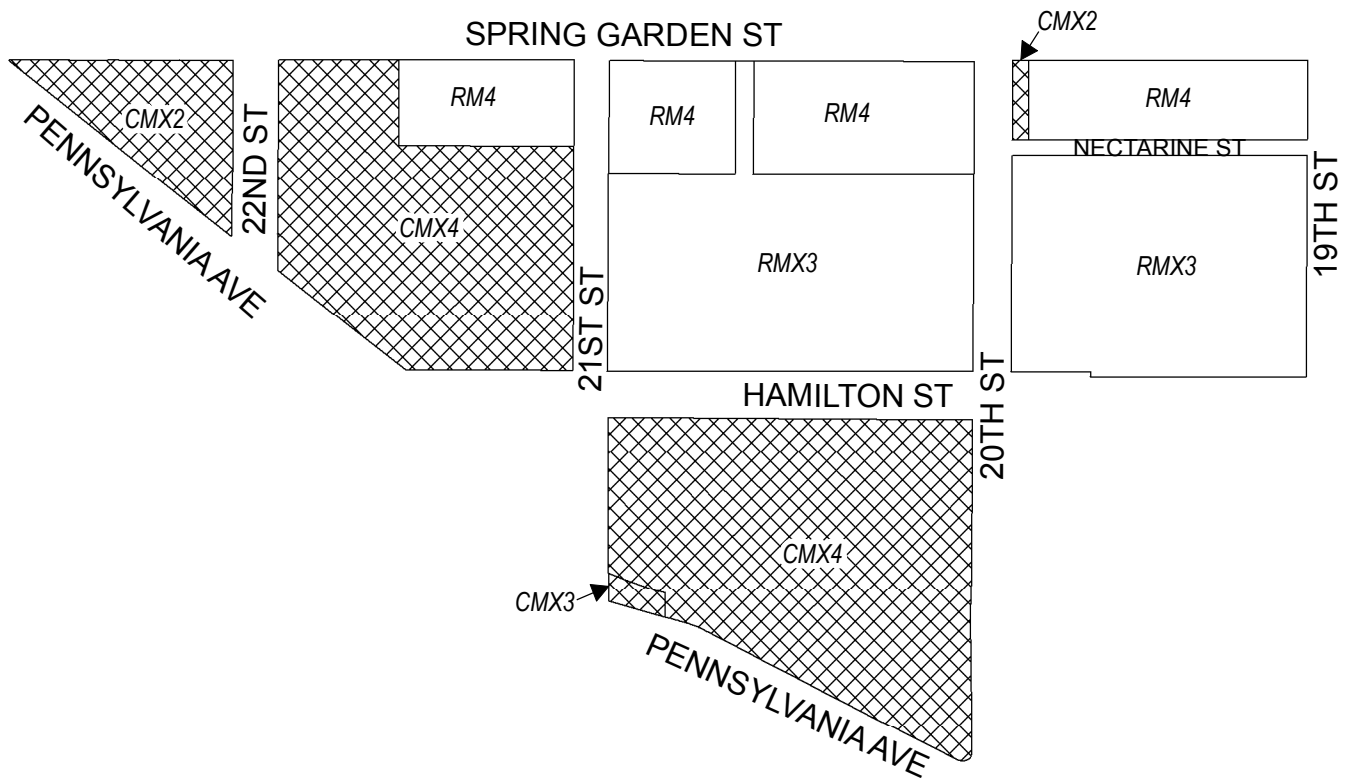 CMX2
SPRING GARDEN ST
RM4
RM4
RM4
RM4
CMX2
PENNSYLVANIA AVE
22ND ST
NECTARINE ST
CMX4
19TH ST
RMX3
RMX3
21ST ST
HAMILTON ST
20TH ST
CMX4
CMX3
PENNSYLVANIA AVE